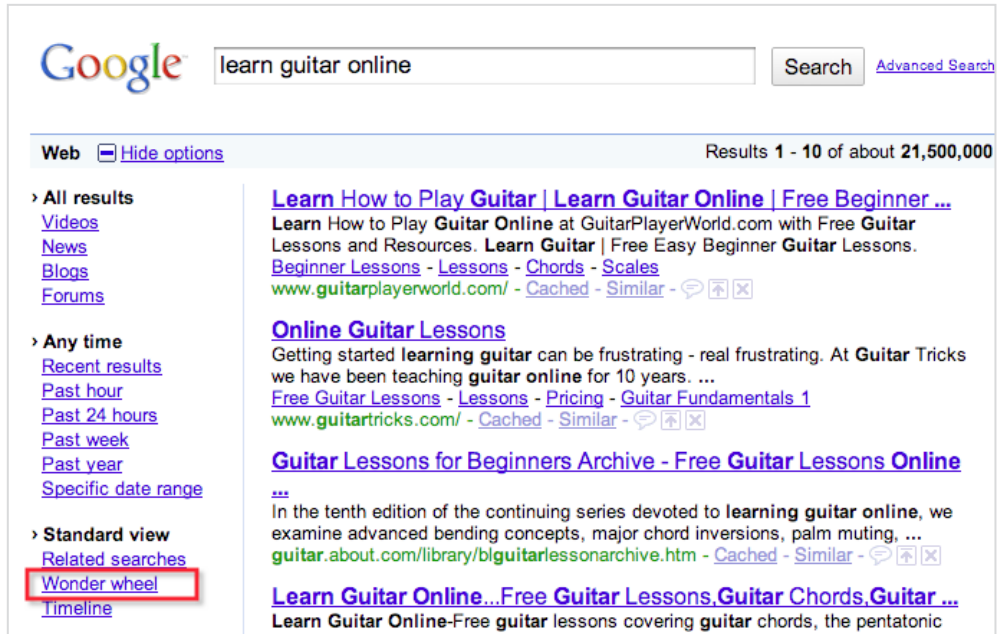 Google learn guitar online Search Advanced Search
Web Hide options Results 1 - 10 of about 21,500,000
› All results
Videos
News
Blogs
Forums
› Any time
Recent results
Past hour
Past 24 hours
Past week
Past year
Specific date range
› Standard view
Related searches
Wonder wheel
Timeline
Learn How to Play Guitar | Learn Guitar Online | Free Beginner ...
Learn How to Play Guitar Online at GuitarPlayerWorld.com with Free Guitar
Lessons and Resources. Learn Guitar | Free Easy Beginner Guitar Lessons.
Beginner Lessons - Lessons - Chords - Scales
www.guitarplayerworld.com/ - Cached - Similar -
Online Guitar Lessons
Getting started learning guitar can be frustrating - real frustrating. At Guitar Tricks
we have been teaching guitar online for 10 years. ...
Free Guitar Lessons - Lessons - Pricing - Guitar Fundamentals 1
www.guitartricks.com/ - Cached - Similar -
Guitar Lessons for Beginners Archive - Free Guitar Lessons Online
...
In the tenth edition of the continuing series devoted to learning guitar online, we
examine advanced bending concepts, major chord inversions, palm muting, ...
guitar.about.com/library/blguitarlessonarchive.htm - Cached - Similar -
Learn Guitar Online...Free Guitar Lessons,Guitar Chords,Guitar ...
Learn Guitar Online-Free guitar lessons covering guitar chords, the pentatonic